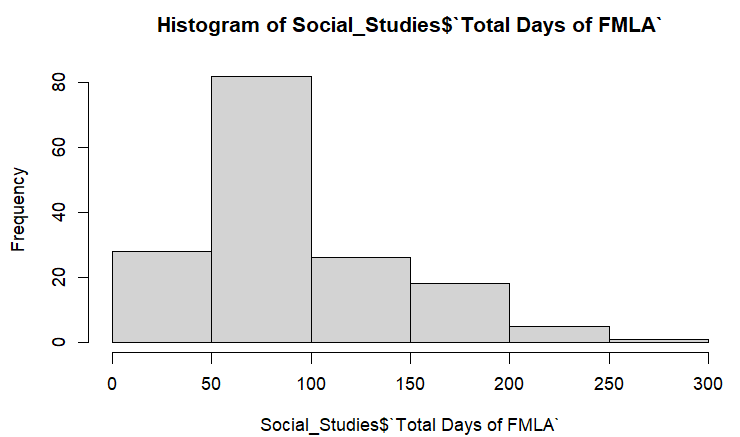 Histogram of Social_Studies$`Total Days of FMLA`
Frequency
80
60
40
20
0
0 50 100 150 200 250 300
Social_Studies$`Total Days of FMLA`